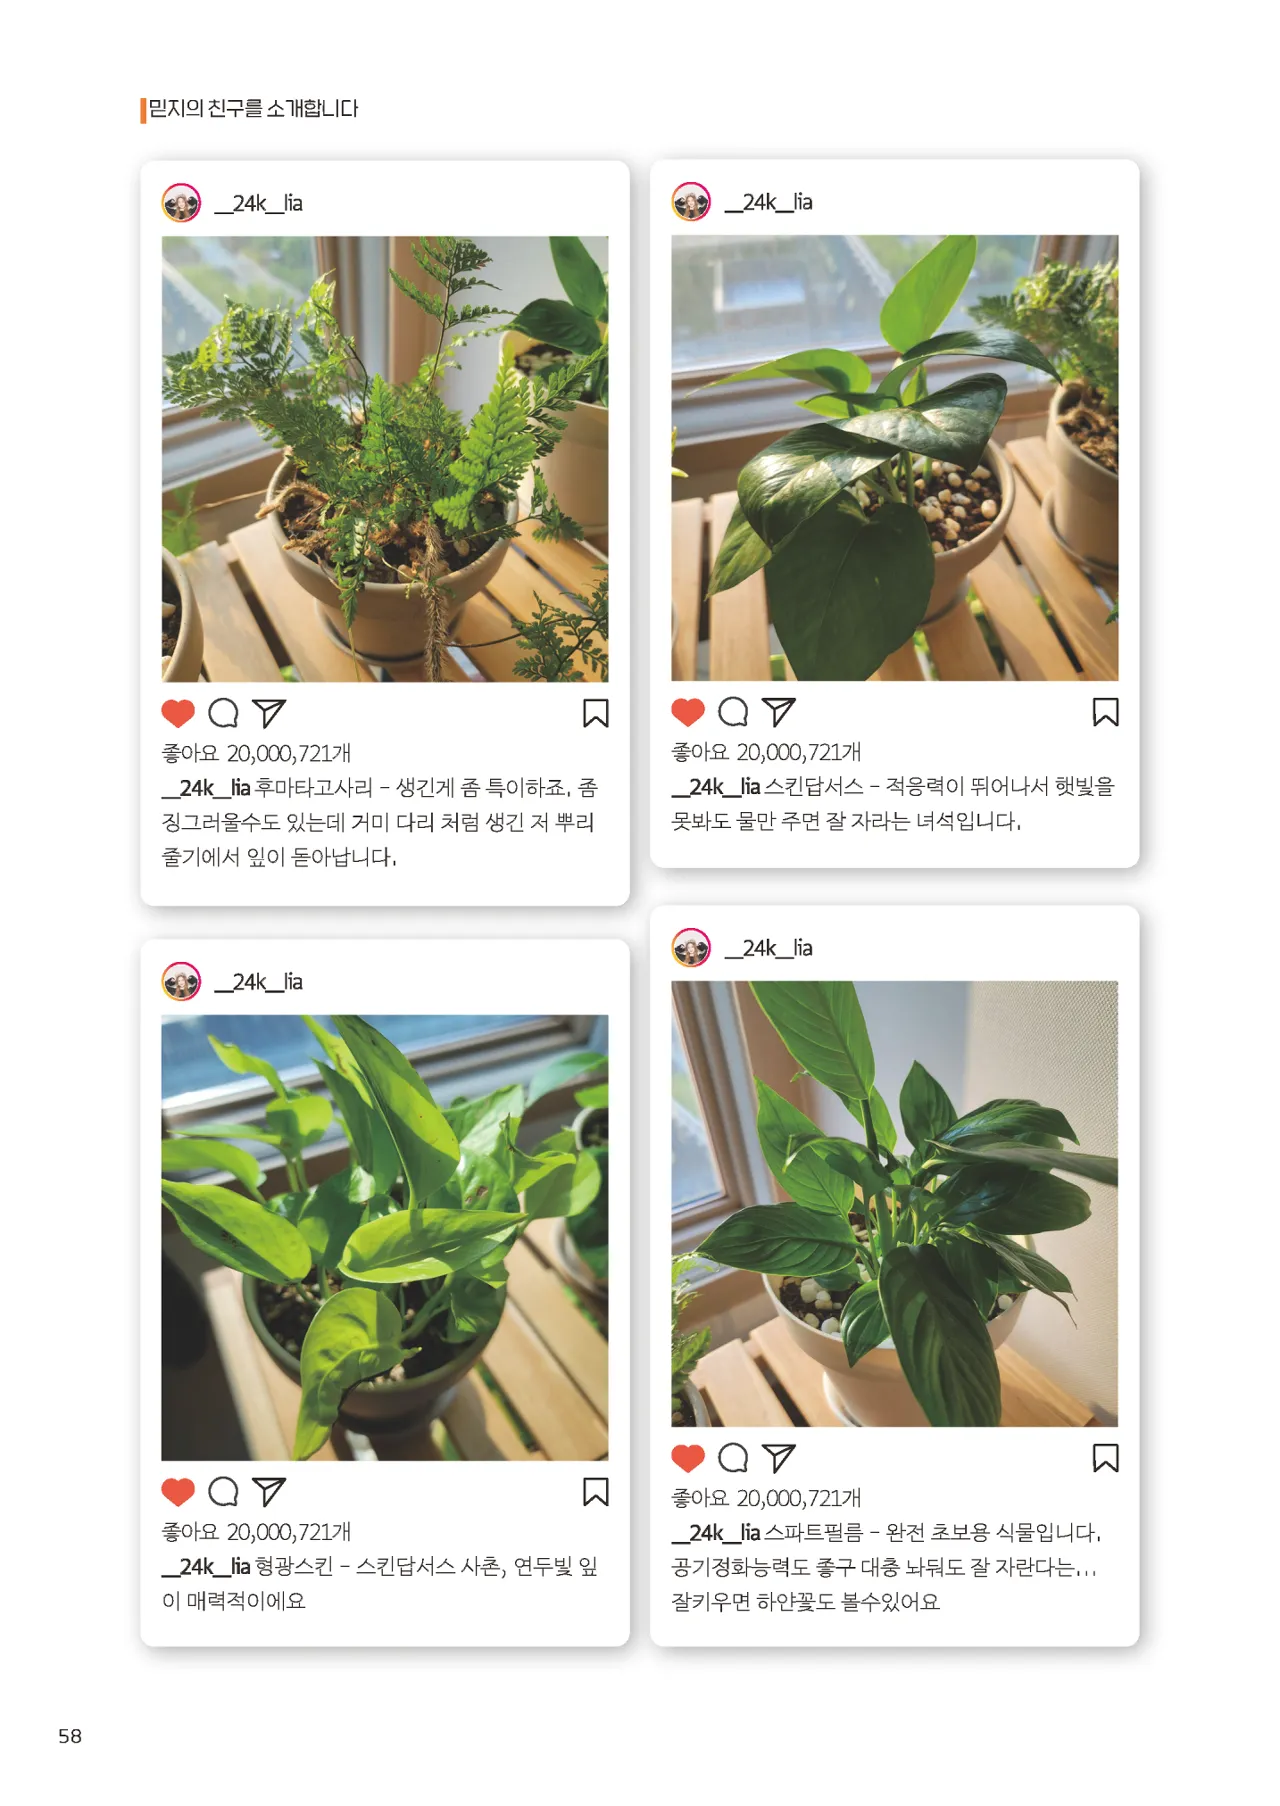 믿지의 친구를 소개합니다
__24k__lia
좋아요 20,000,721개
__24k__lia 후마타고사리 - 생긴게 좀 특이하죠. 좀
징그러울수도 있는데 거미 다리 처럼 생긴 저 뿌리
줄기에서 잎이 돋아납니다.
__24k__lia
좋아요 20,000,721개
__24k__lia 스킨답서스 - 적응력이 뛰어나서 햇빛을
못봐도 물만 주면 잘 자라는 녀석입니다.
__24k__lia
좋아요 20,000,721개
__24k__lia 형광스킨 - 스킨답서스 사촌, 연두빛 잎
이 매력적이에요
__24k__lia
좋아요 20,000,721개
__24k__lia 스파트필름 - 완전 초보용 식물입니다.
공기정화능력도 좋구 대충 놔둬도 잘 자란다는...
잘키우면 하얀꽃도 볼수있어요
58